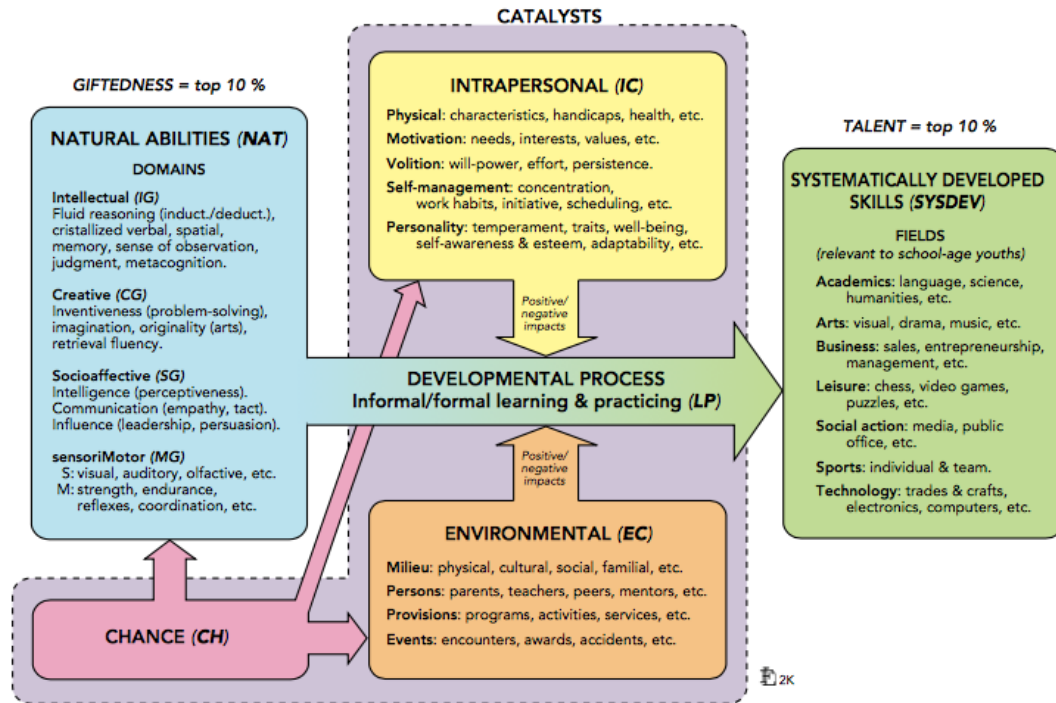 CATALYSTS
GIFTEDNESS = top 10 %
NATURAL ABILITIES (NAT)
DOMAINS
Intellectual (IG)
Fluid reasoning (induct./deduct.),
cristallized verbal, spatial,
memory, sense of observation,
judgment, metacognition.
Creative (CG)
Inventiveness (problem-solving),
imagination, originality (arts),
retrieval fluency.
Socioaffective (SG)
Intelligence (perceptiveness).
Communication (empathy, tact).
Influence (leadership, persuasion).
sensoriMotor (MG)
S: visual, auditory, olfactive, etc.
M: strength, endurance,
reflexes, coordination, etc.
INTRAPERSONAL (IC)
Physical: characteristics, handicaps, health, etc.
Motivation: needs, interests, values, etc.
Volition: will-power, effort, persistence.
Self-management: concentration,
work habits, initiative, scheduling, etc.
Personality: temperament, traits, well-being,
self-awareness & esteem, adaptability, etc.
Positive/
negative
impacts
DEVELOPMENTAL PROCESS
Informal/formal learning & practicing (LP)
Positive/
negative
impacts
ENVIRONMENTAL (EC)
Milieu: physical, cultural, social, familial, etc.
Persons: parents, teachers, peers, mentors, etc.
Provisions: programs, activities, services, etc.
Events: encounters, awards, accidents, etc.
CHANCE (CH)
TALENT = top 10 %
SYSTEMATICALLY DEVELOPED
SKILLS (SYSDEV)
FIELDS
(relevant to school-age youths)
Academics: language, science,
humanities, etc.
Arts: visual, drama, music, etc.
Business: sales, entrepreneurship,
management, etc.
Leisure: chess, video games,
puzzles, etc.
Social action: media, public
office, etc.
Sports: individual & team.
Technology: trades & crafts,
electronics, computers, etc.
2K